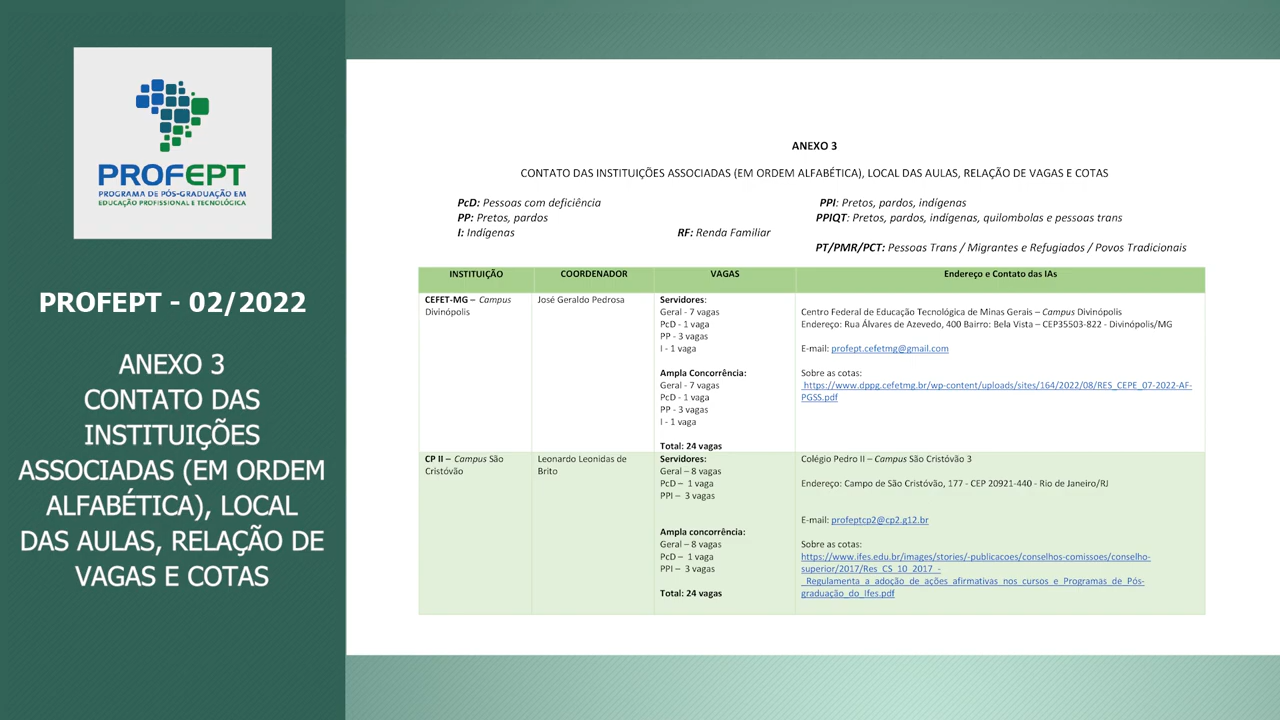 PROFEPT
PROGRAMA DE PÓS-GRADUAÇÃO EM
EDUCAÇÃO PROFISSIONAL E TECNOLÓGICA
PROFEPT - 02/2022
ANEXO 3
CONTATO DAS
INSTITUIÇÕES
ASSOCIADAS (EM ORDEM
ALFABÉTICA), LOCAL
DAS AULAS, RELAÇÃO DE
VAGAS E COTAS
ANEXO 3
CONTATO DAS INSTITUIÇÕES ASSOCIADAS (EM ORDEM ALFABÉTICA), LOCAL DAS AULAS, RELAÇÃO DE VAGAS E COTAS
PcD: Pessoas com deficiência
PP: Pretos, pardos
I: Indígenas
RF: Renda Familiar
PPI: Pretos, pardos, indígenas
PPIQT: Pretos, pardos, indígenas, quilombolas e pessoas trans
PT/PMR/PCT: Pessoas Trans / Migrantes e Refugiados / Povos Tradicionais
INSTITUIÇÃO COORDENADOR VAGAS Endereço e Contato das IAs
CEFET-MG – Campus
Divinópolis
José Geraldo Pedrosa
Servidores:
Geral - 7 vagas
PcD - 1 vaga
PP - 3 vagas
I - 1 vaga
Ampla Concorrência:
Geral - 7 vagas
PcD - 1 vaga
PP - 3 vagas
I - 1 vaga
Total: 24 vagas
Centro Federal de Educação Tecnológica de Minas Gerais – Campus Divinópolis
Endereço: Rua Álvares de Azevedo, 400 Bairro: Bela Vista – CEP35503-822 - Divinópolis/MG
E-mail: profept.cefetmg@gmail.com
Sobre as cotas:
https://www.dppg.cefetmg.br/wp-content/uploads/sites/164/2022/08/RES_CEPE_07-2022-AF-
PGSS.pdf
CP II – Campus São
Cristóvão
Leonardo Leonidas de
Brito
Servidores:
Geral – 8 vagas
PcD – 1 vaga
PPI – 3 vagas
Ampla concorrência:
Geral – 8 vagas
PcD – 1 vaga
PPI – 3 vagas
Total: 24 vagas
Colégio Pedro II – Campus São Cristóvão 3
Endereço: Campo de São Cristóvão, 177 - CEP 20921-440 - Rio de Janeiro/RJ
E-mail: profeptcp2@cp2.g12.br
Sobre as cotas:
https://www.ifes.edu.br/images/stories/-publicacoes/conselhos-comissoes/conselho-
superior/2017/Res_CS_10_2017_-
_Regulamenta_a_adoção_de_ações_afirmativas_nos_cursos_e_Programas_de_Pós-
graduação_do_Ifes.pdf